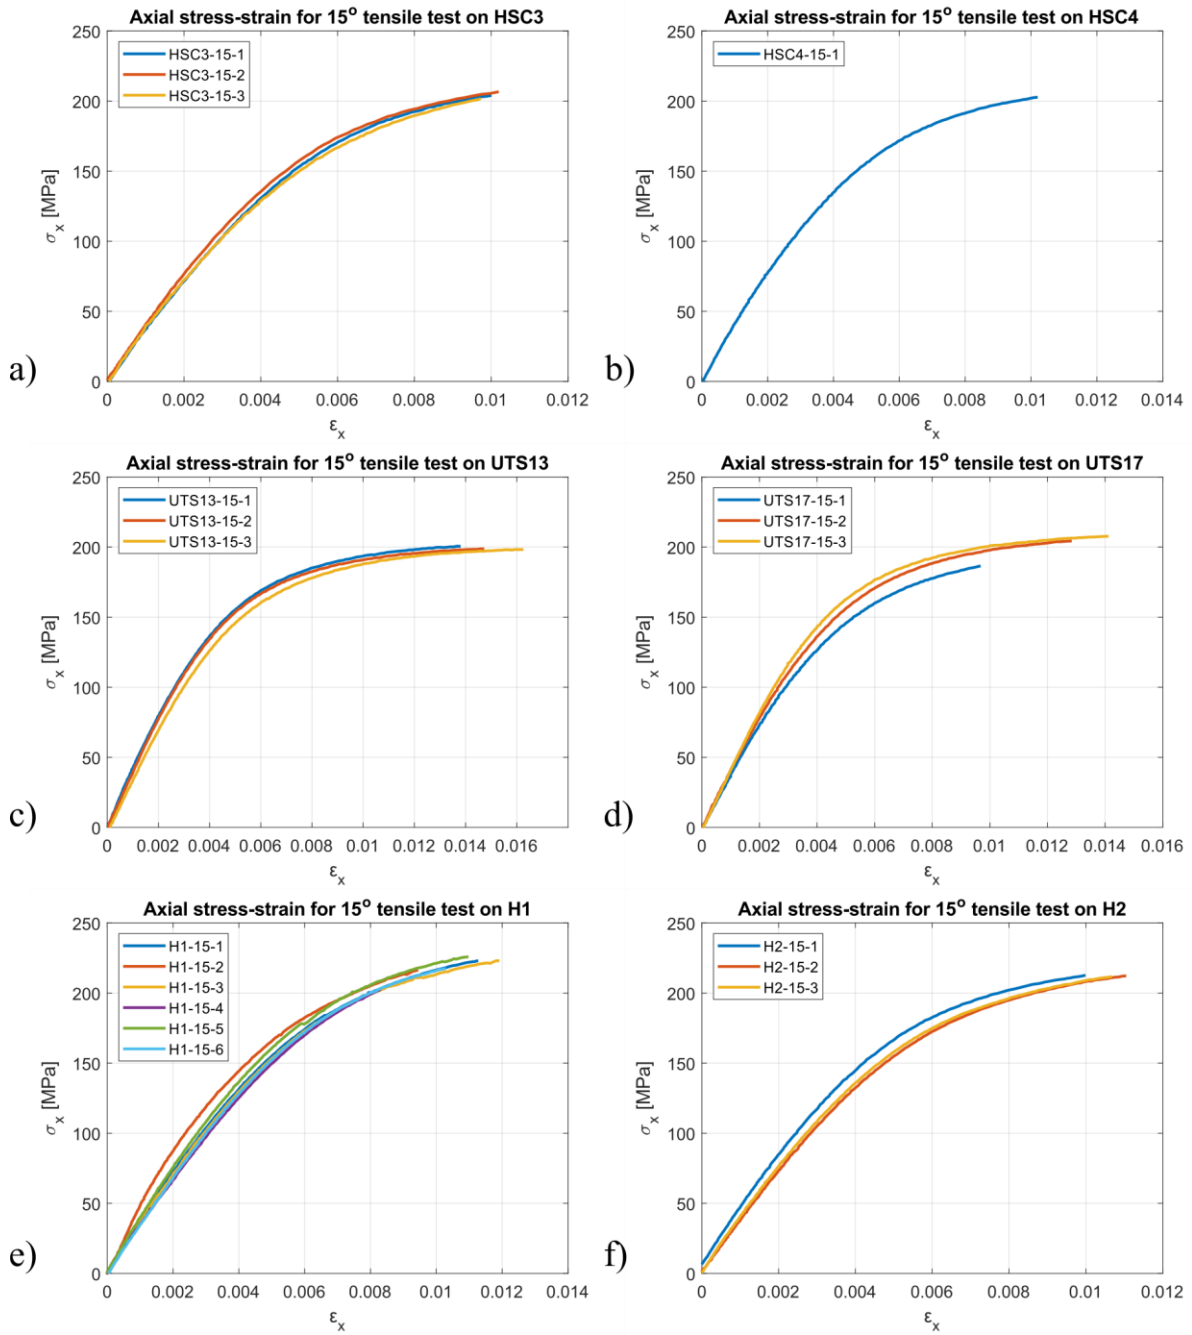 Axial stress-strain for 15° tensile test on HSC3
250
200
150
100
50
0
σx [MPa]
HSC3-15-1
HSC3-15-2
HSC3-15-3
0 0.002 0.004 0.006 0.008 0.01 0.012
εx
a)
Axial stress-strain for 15° tensile test on HSC4
250
200
150
100
50
0
σx [MPa]
HSC4-15-1
0 0.002 0.004 0.006 0.008 0.01 0.012 0.014
εx
b)
Axial stress-strain for 15° tensile test on UTS13
250
200
150
100
50
0
σx [MPa]
UTS13-15-1
UTS13-15-2
UTS13-15-3
0 0.002 0.004 0.006 0.008 0.01 0.012 0.014 0.016
εx
c)
Axial stress-strain for 15° tensile test on UTS17
250
200
150
100
50
0
σx [MPa]
UTS17-15-1
UTS17-15-2
UTS17-15-3
0 0.002 0.004 0.006 0.008 0.01 0.012 0.014 0.016
εx
d)
Axial stress-strain for 15° tensile test on H1
250
200
150
100
50
0
σx [MPa]
H1-15-1
H1-15-2
H1-15-3
H1-15-4
H1-15-5
H1-15-6
0 0.002 0.004 0.006 0.008 0.01 0.012 0.014
εx
e)
Axial stress-strain for 15° tensile test on H2
250
200
150
100
50
0
σx [MPa]
H2-15-1
H2-15-2
H2-15-3
0 0.002 0.004 0.006 0.008 0.01 0.012
εx
f)